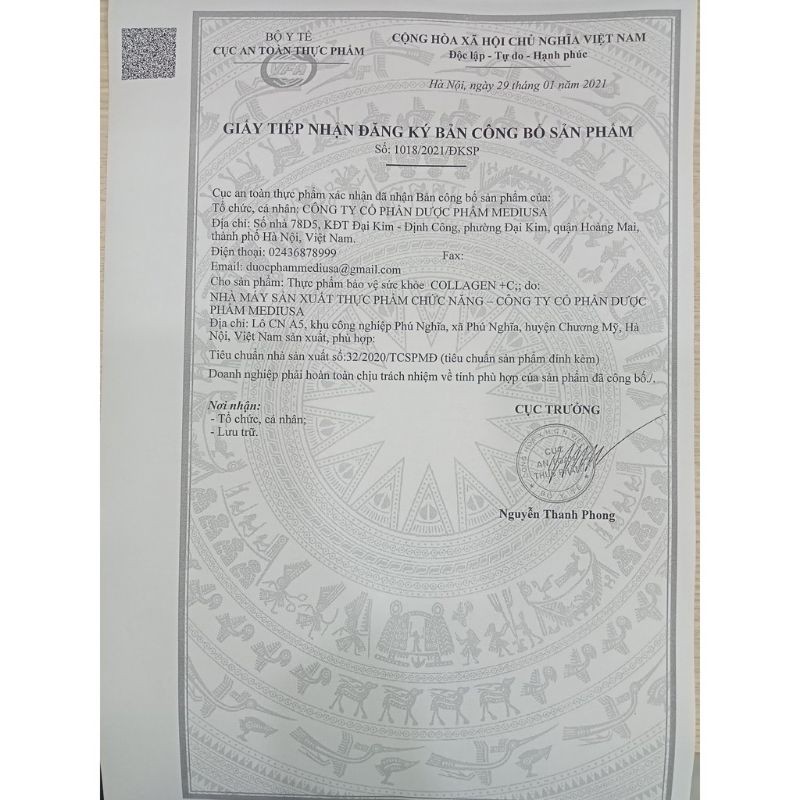 BỘ Y TẾ
CỤC AN TOÀN THỰC PHẨM
VFA
CỘNG HÒA XÃ HỘI CHỦ NGHĨA VIỆT NAM
Độc lập - Tự do - Hạnh phúc
Hà Nội, ngày 29 tháng 01 năm 2021
GIẤY TIẾP NHẬN ĐĂNG KÝ BẢN CÔNG BỐ SẢN PHẨM
Số: 1018/2021/ĐKSP
Cục an toàn thực phẩm xác nhận đã nhận Bản công bố sản phẩm của:
Tổ chức, cá nhân: CÔNG TY CỔ PHẦN DƯỢC PHẨM MEDIUSA
Địa chỉ: Số nhà 78D5, KĐT Đại Kim - Định Công, phường Đại Kim, quận Hoàng Mai,
thành phố Hà Nội, Việt Nam.
Điện thoại: 02436878999 Fax:
Email: duocphammediusa@gmail.com
Cho sản phẩm: Thực phẩm bảo vệ sức khỏe COLLAGEN +C;; do:
NHÀ MÁY SẢN XUẤT THỰC PHẨM CHỨC NĂNG – CÔNG TY CỔ PHẦN DƯỢC
PHẨM MEDIUSA
Địa chỉ: Lô CN A5, khu công nghiệp Phú Nghĩa, xã Phú Nghĩa, huyện Chương Mỹ, Hà
Nội, Việt Nam sản xuất, phù hợp:
Tiêu chuẩn nhà sản xuất số:32/2020/TCSPMĐ (tiêu chuẩn sản phẩm đính kèm)
Doanh nghiệp phải hoàn toàn chịu trách nhiệm về tính phù hợp của sản phẩm đã công bố./.
Nơi nhận:
- Tổ chức, cá nhân;
- Lưu trữ.
CỤC TRƯỞNG
CỤC
AN TOÀN
THỰC PHẨM
BỘ Y TẾ
Nguyễn Thanh Phong